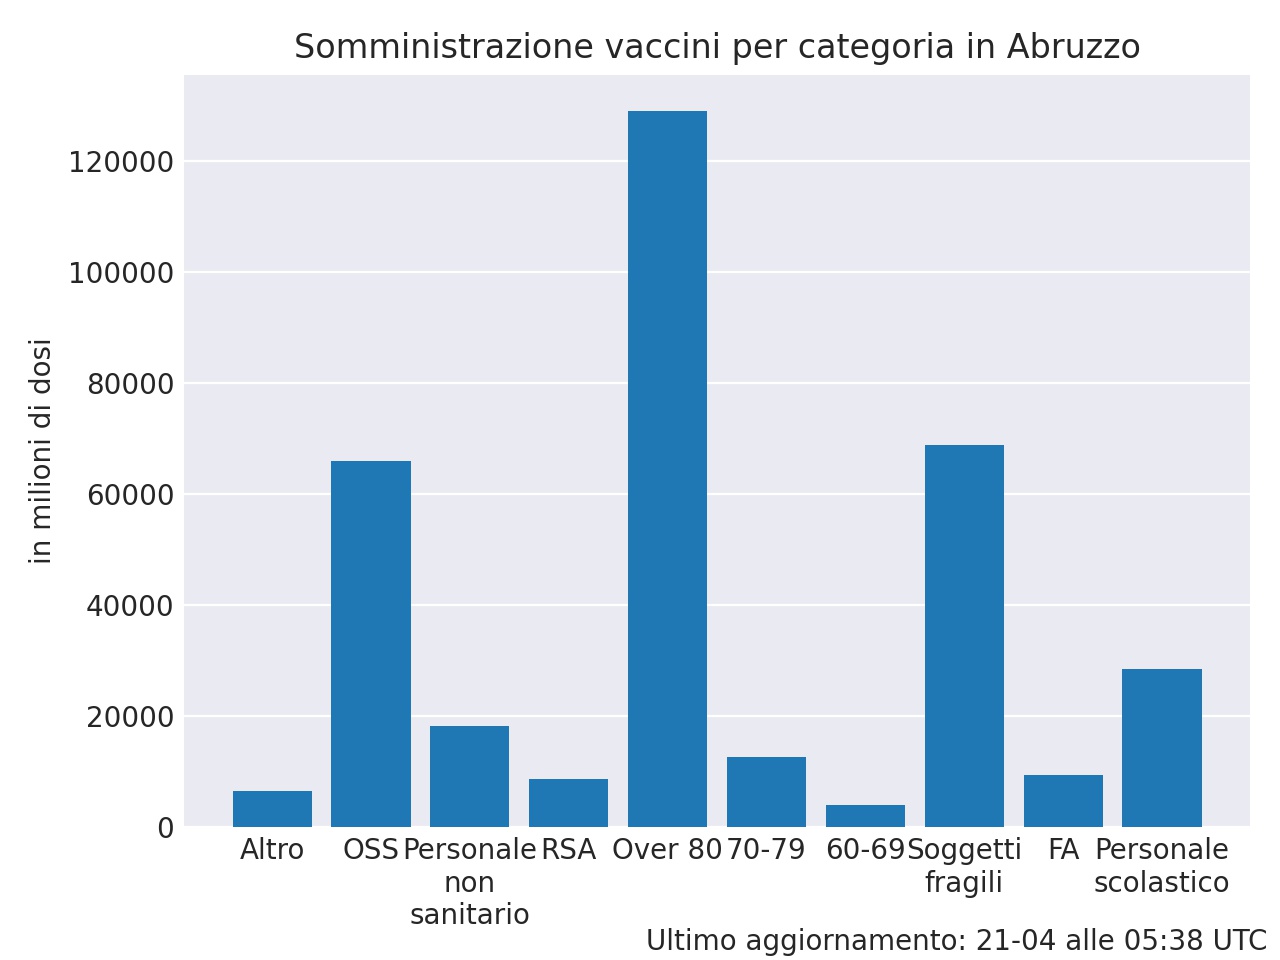 Somministrazione vaccini per categoria in Abruzzo
in milioni di dosi
120000
100000
80000
60000
40000
20000
0
Altro
OSS
Personale
non
sanitario
RSA
Over 80
70-79
60-69
Soggetti
fragili
FA
Personale
scolastico
Ultimo aggiornamento: 21-04 alle 05:38 UTC